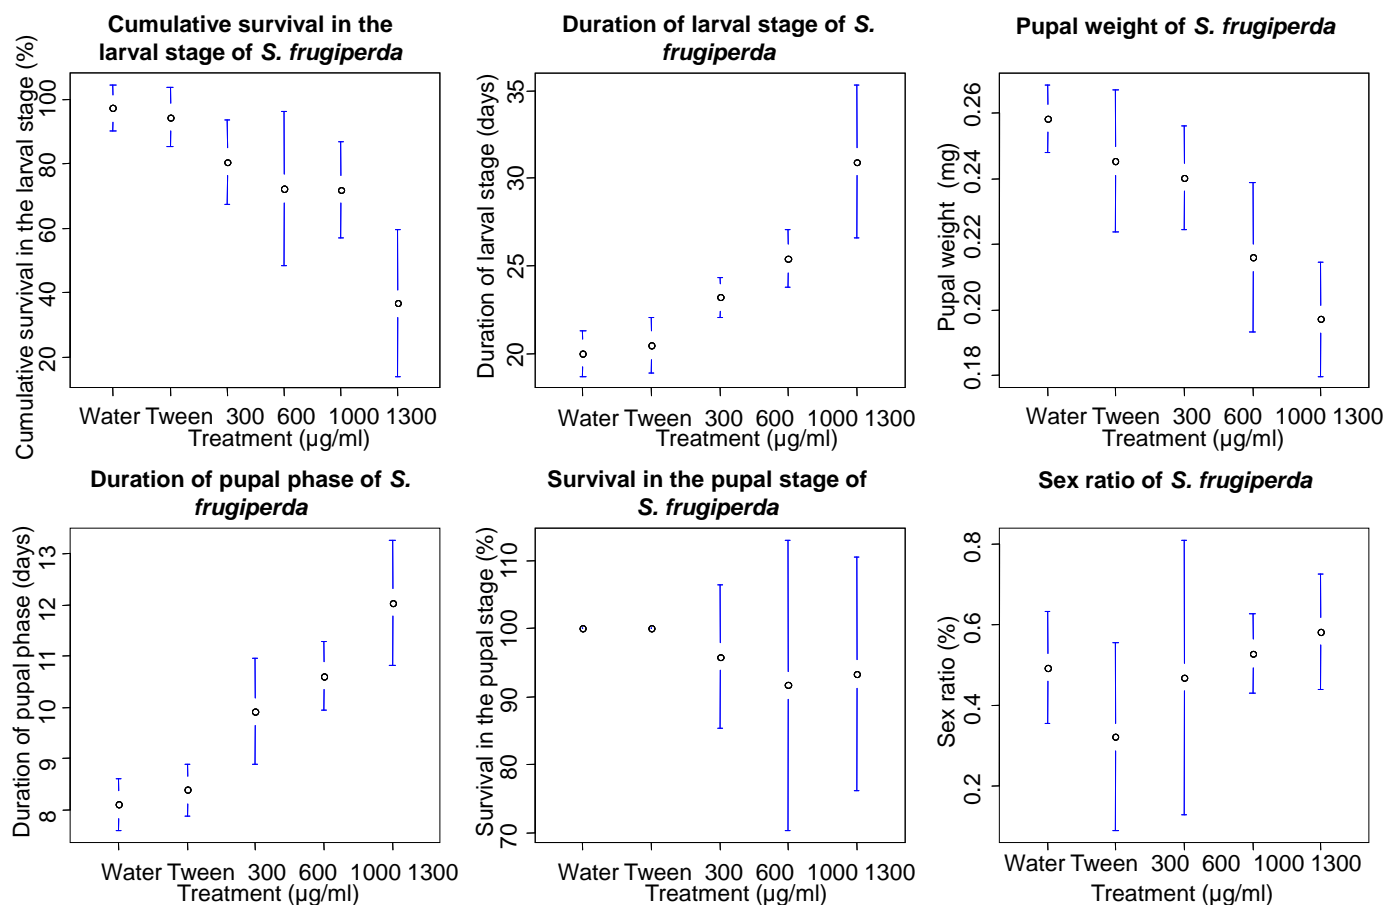 Cumulative survival in the
larval stage of S. frugiperda
Cumulative survival in the larval stage (%)
100
80
60
40
20
Water Tween 300 600 1000 1300
Treatment (µg/ml)
Duration of larval stage of S.
frugiperda
Duration of larval stage (days)
35
30
25
20
Water Tween 300 600 1000 1300
Treatment (µg/ml)
Pupal weight of S. frugiperda
Pupal weight (mg)
0.26
0.24
0.22
0.20
0.18
Water Tween 300 600 1000 1300
Treatment (µg/ml)
Duration of pupal phase of S.
frugiperda
Duration of pupal phase (days)
13
12
11
10
9
8
Water Tween 300 600 1000 1300
Treatment (µg/ml)
Survival in the pupal stage of
S. frugiperda
Survival in the pupal stage (%)
110
100
90
80
70
Water Tween 300 600 1000 1300
Treatment (µg/ml)
Sex ratio of S. frugiperda
Sex ratio (%)
0.8
0.6
0.4
0.2
Water Tween 300 600 1000 1300
Treatment (µg/ml)